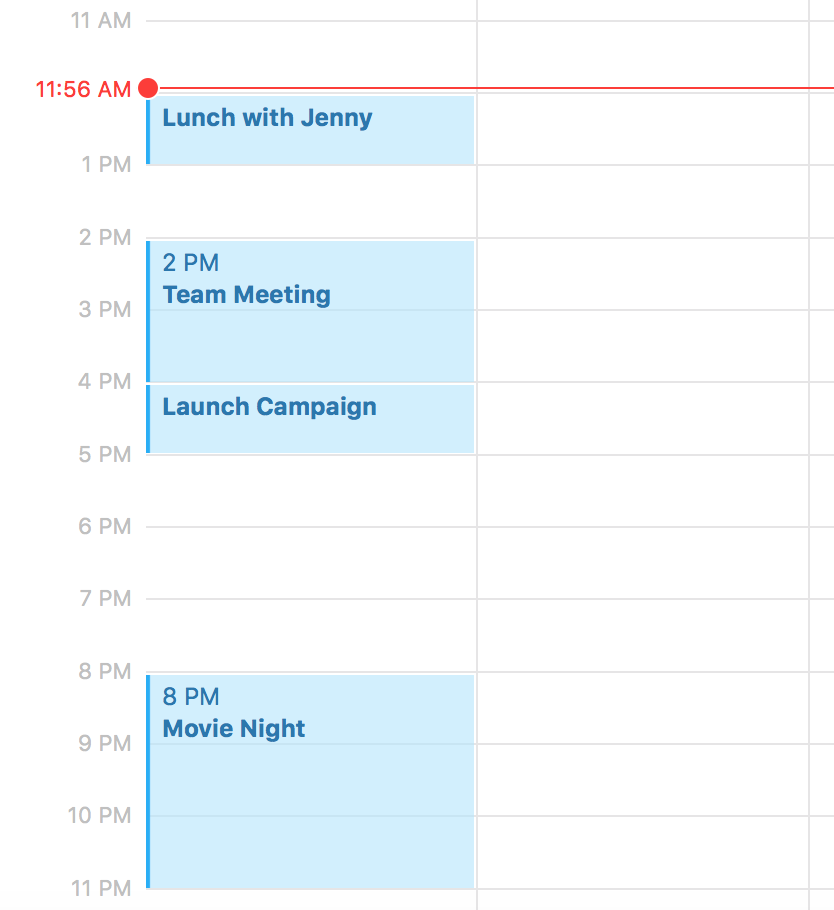 11 AM
11:56 AM
Lunch with Jenny
1 PM
2 PM
2 PM
Team Meeting
3 PM
4 PM
Launch Campaign
5 PM
6 PM
7 PM
8 PM
8 PM
Movie Night
9 PM
10 PM
11 PM